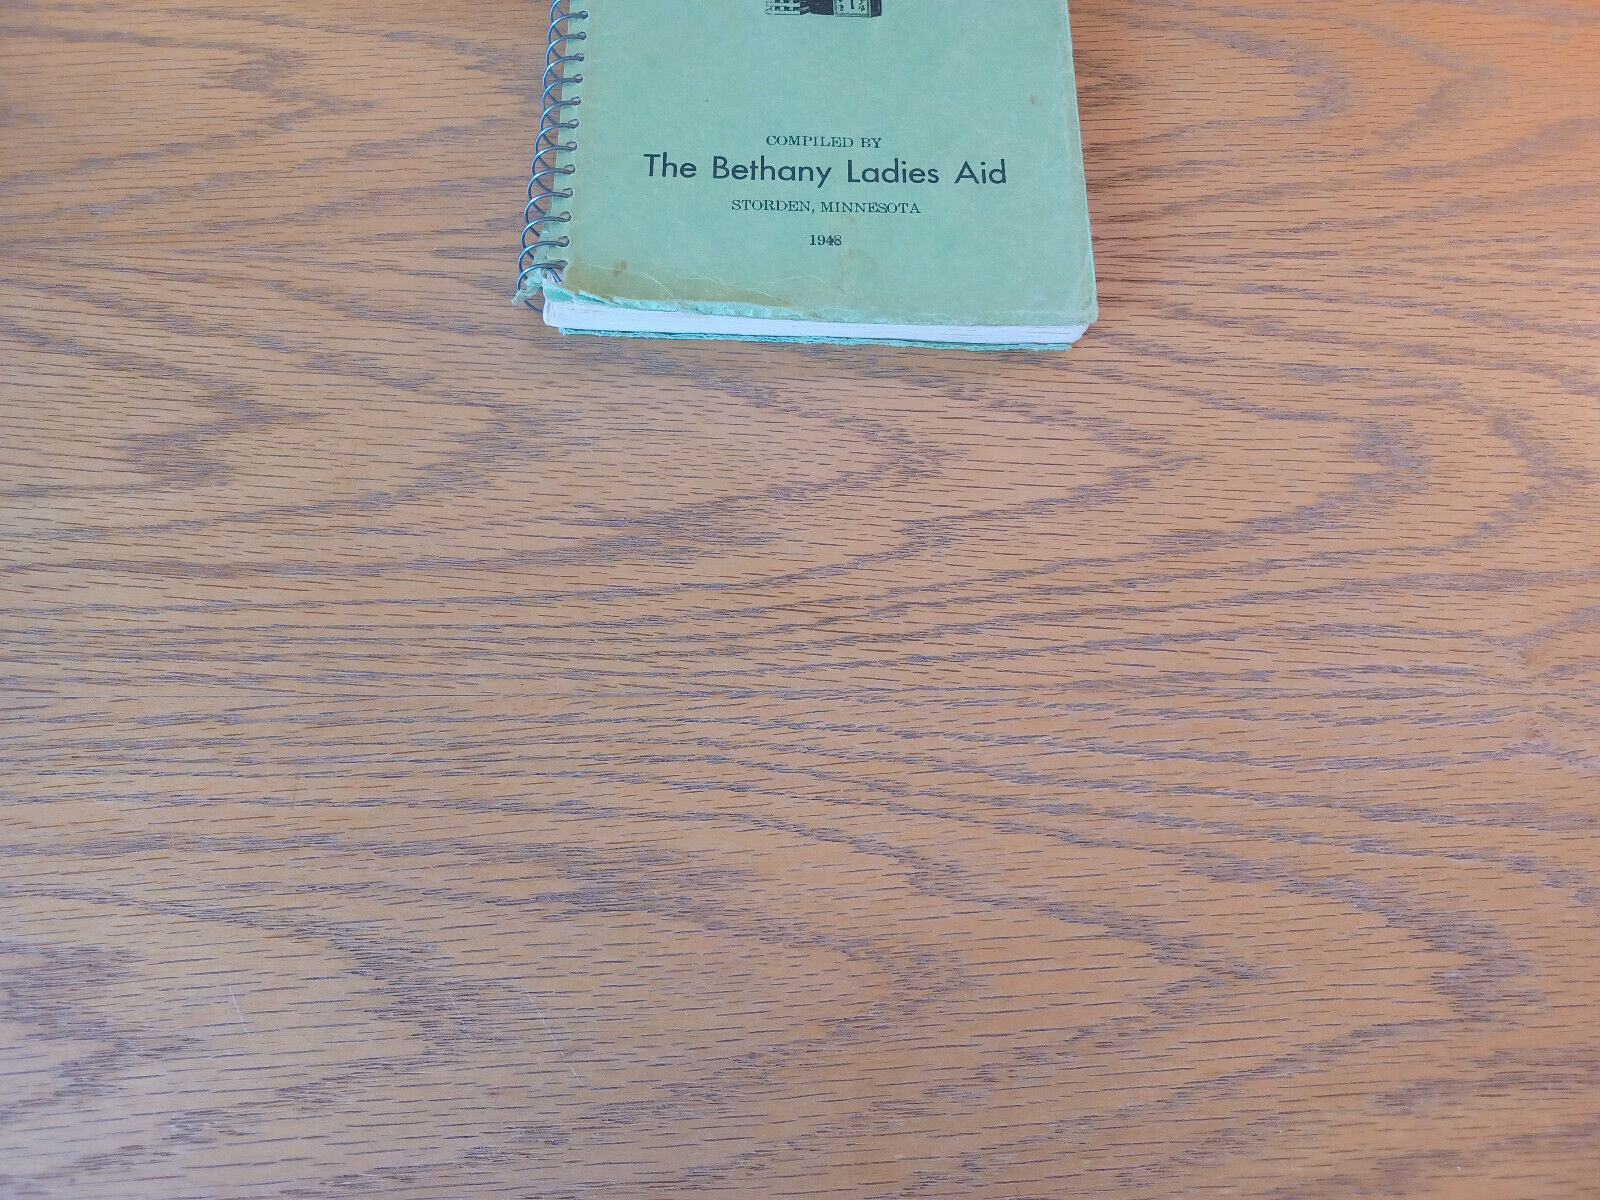 COMPILED BY
The Bethany Ladies Aid
STORDEN, MINNESOTA
1948